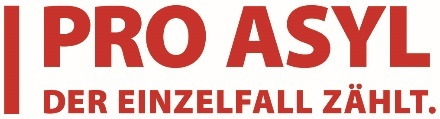 PRO ASYL
DER EINZELFALL ZÄHLT.